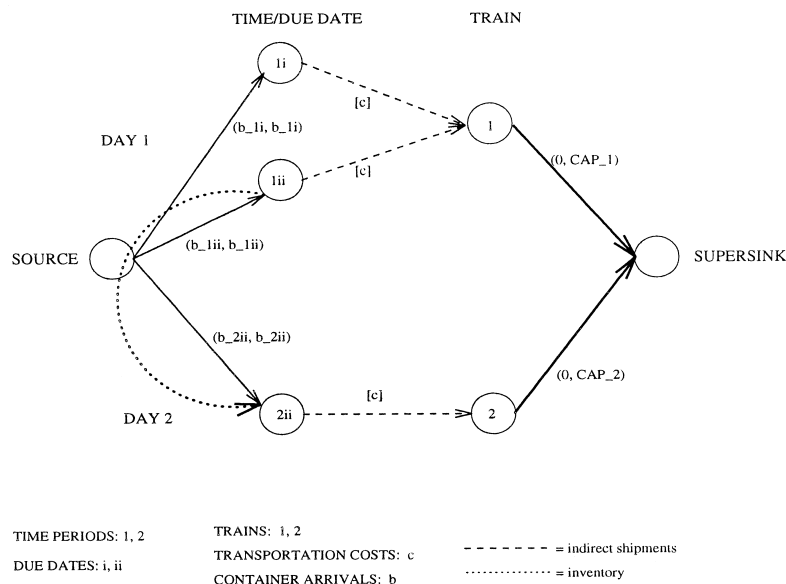 TIME/DUE DATE
TRAIN
1i
[c]
1
DAY 1
(b_1i, b_1i)
(0, CAP_1)
1ii
[c]
(b_1ii, b_1ii)
SOURCE
SUPERSINK
(b_2ii, b_2ii)
(0, CAP_2)
[c]
DAY 2
2ii
2
TIME PERIODS: 1, 2
DUE DATES: i, ii
TRAINS: 1, 2
TRANSPORTATION COSTS: c
CONTAINER ARRIVALS: b
= indirect shipments
= inventory